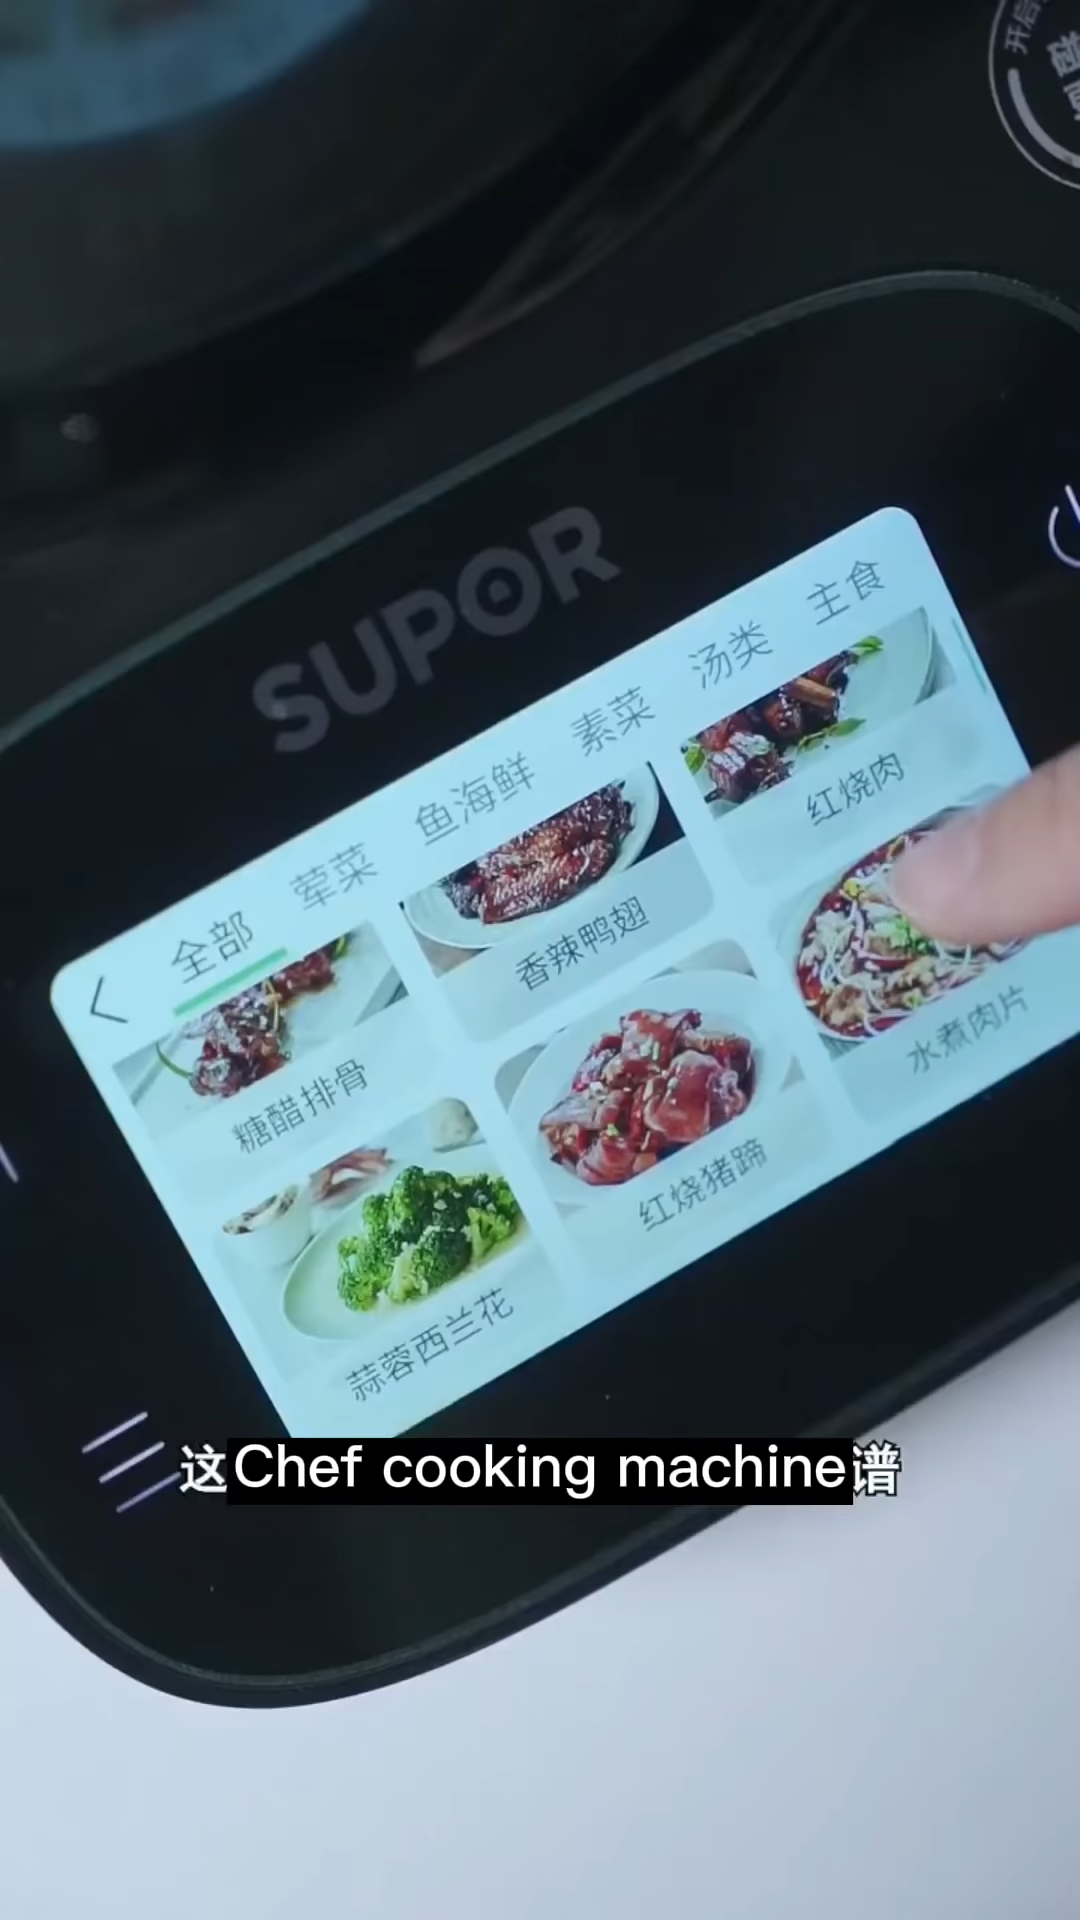 开启
SUPOR
全部 荤菜 鱼海鲜 素菜 汤类 主食
糖醋排骨 香辣鸭翅 红烧肉
蒜蓉西兰花 红烧猪蹄 水煮肉片
这Chef cooking machine谱